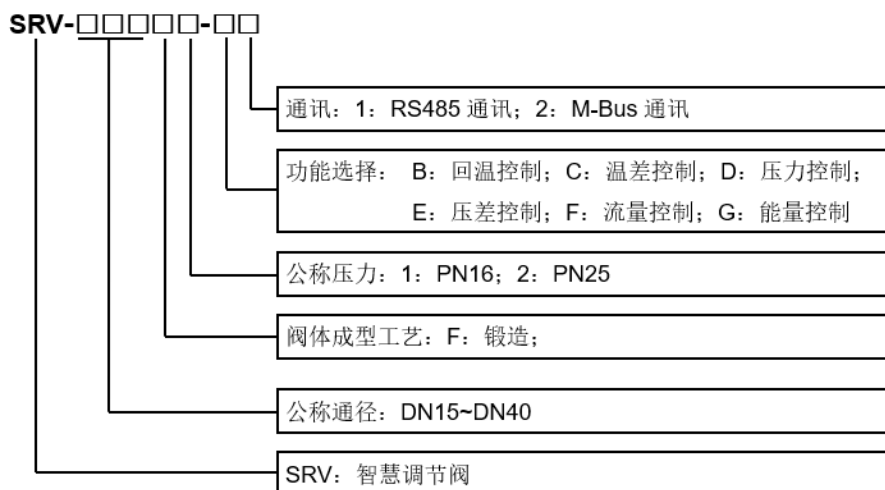 SRV-□□□□□-□□
通讯：1：RS485 通讯；2：M-Bus 通讯
功能选择： B：回温控制；C：温差控制；D：压力控制；
E：压差控制；F：流量控制；G：能量控制
公称压力：1：PN16；2：PN25
阀体成型工艺：F：锻造；
公称通径：DN15~DN40
SRV：智慧调节阀